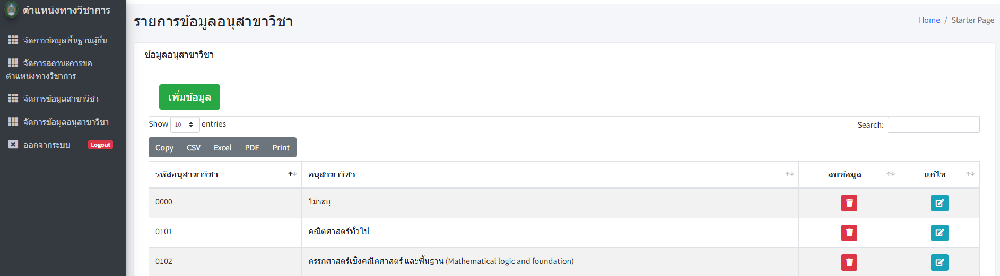 ตำแหน่งทางวิชาการ
จัดการข้อมูลพื้นฐานผู้ยื่น
จัดการสถานะการขอ
ตำแหน่งทางวิชาการ
จัดการข้อมูลสาขาวิชา
จัดการข้อมูลอนุสาขาวิชา
ออกจากระบบ Logout
รายการข้อมูลอนุสาขาวิชา
Home / Starter Page
ข้อมูลอนุสาขาวิชา
เพิ่มข้อมูล
Show 10 entries
Search:
Copy CSV Excel PDF Print
รหัสอนุสาขาวิชา อนุสาขาวิชา ลบข้อมูล แก้ไข
0000 ไม่ระบุ
0101 คณิตศาสตร์ทั่วไป
0102 ตรรกศาสตร์เชิงคณิตศาสตร์ และพื้นฐาน (Mathematical logic and foundation)